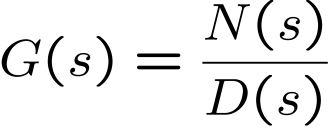 G(s) = N(s)/D(s)